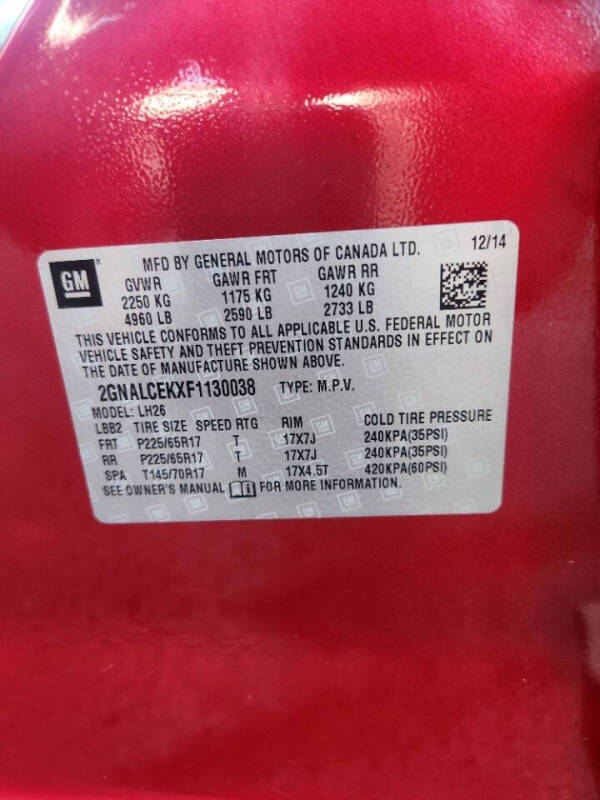 MFD BY GENERAL MOTORS OF CANADA LTD. 12/14
GM
GVWR GAWR FRT GAWR RR
2250 KG 1175 KG 1240 KG
4960 LB 2590 LB 2733 LB
THIS VEHICLE CONFORMS TO ALL APPLICABLE U.S. FEDERAL MOTOR
VEHICLE SAFETY AND THEFT PREVENTION STANDARDS IN EFFECT ON
THE DATE OF MANUFACTURE SHOWN ABOVE.
2GNALCEKXF1130038 TYPE: M.P.V.
MODEL: LH26
LBB2 TIRE SIZE SPEED RTG RIM COLD TIRE PRESSURE
FRT P225/65R17 T 17X7J 240KPA(35PSI)
RR P225/65R17 T 17X7J 240KPA(35PSI)
SPA T145/70R17 M 17X4.5T 420KPA(60PSI)
SEE OWNER'S MANUAL FOR MORE INFORMATION.